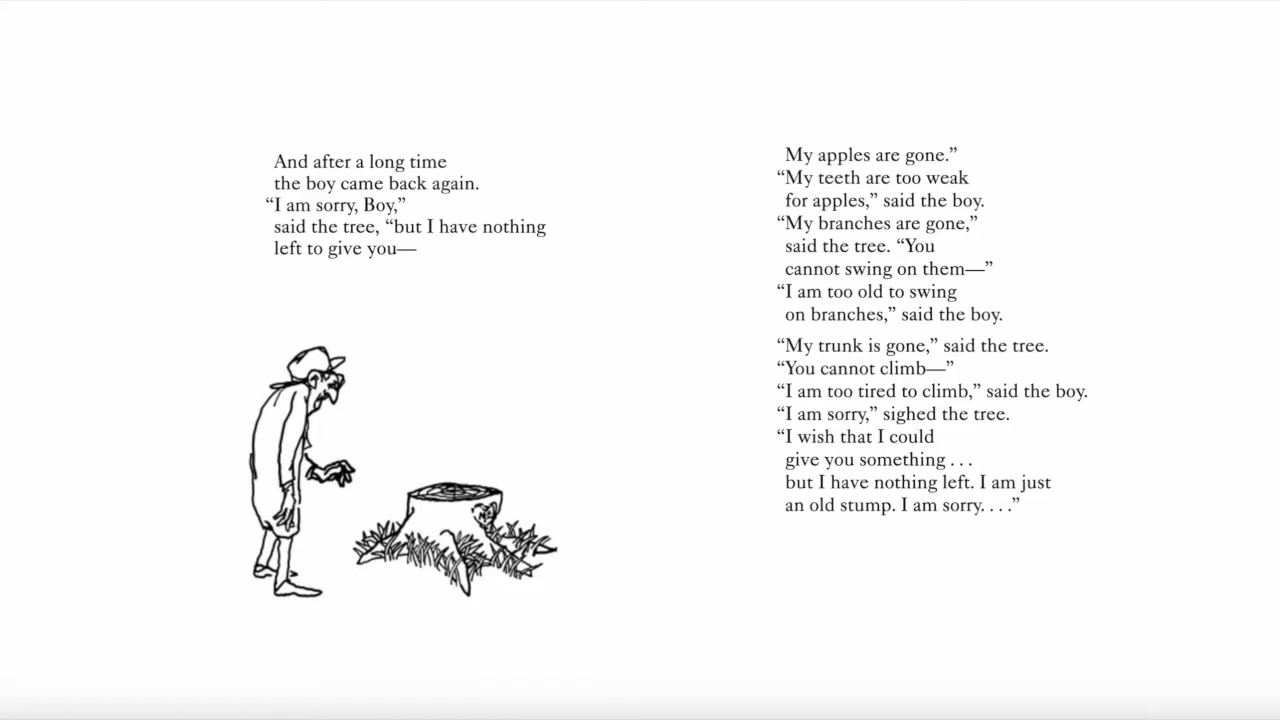 And after a long time
the boy came back again.
“I am sorry, Boy,”
said the tree, “but I have nothing
left to give you—
My apples are gone.”
“My teeth are too weak
for apples,” said the boy.
“My branches are gone,”
said the tree. “You
cannot swing on them—”
“I am too old to swing
on branches,” said the boy.
“My trunk is gone,” said the tree.
“You cannot climb—”
“I am too tired to climb,” said the boy.
“I am sorry,” sighed the tree.
“I wish that I could
give you something . . .
but I have nothing left. I am just
an old stump. I am sorry. . . .”